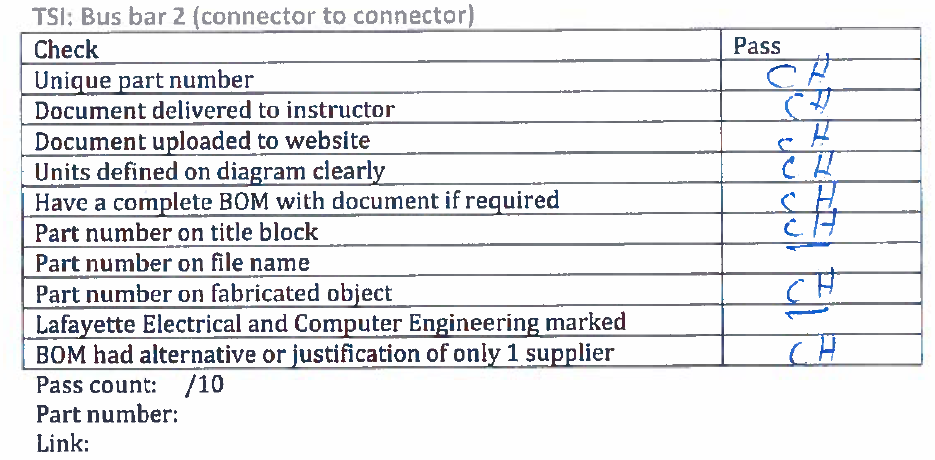 TSI: Bus bar 2 (connector to connector)
Check Pass
Unique part number CH
Document delivered to instructor CH
Document uploaded to website CH
Units defined on diagram clearly CH
Have a complete BOM with document if required CH
Part number on title block CH
Part number on file name
Part number on fabricated object CH
Lafayette Electrical and Computer Engineering marked
BOM had alternative or justification of only 1 supplier CH
Pass count: /10
Part number:
Link: